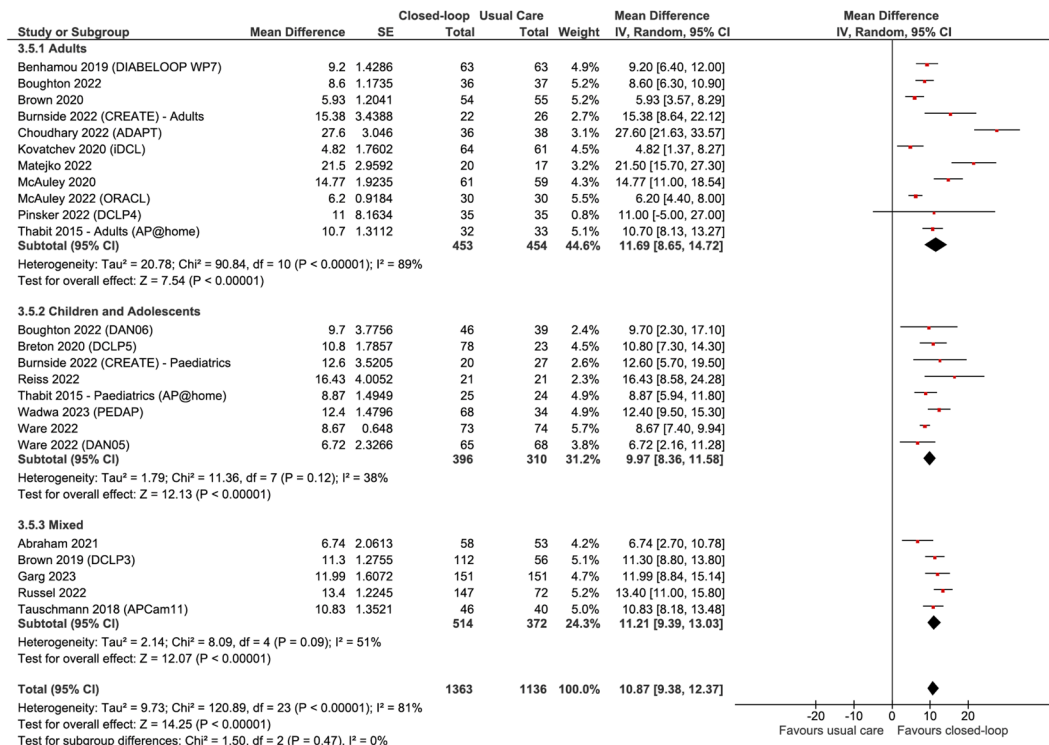 Closed-loop Usual Care Mean Difference Mean Difference
Study or Subgroup Mean Difference SE Total Total Weight IV, Random, 95% CI IV, Random, 95% CI
3.5.1 Adults
Benhamou 2019 (DIABELOOP WP7) 9.2 1.4286 63 63 4.9% 9.20 [6.40, 12.00]
Boughton 2022 8.6 1.1735 36 37 5.2% 8.60 [6.30, 10.90]
Brown 2020 5.93 1.2041 54 55 5.2% 5.93 [3.57, 8.29]
Burnside 2022 (CREATE) - Adults 15.38 3.4388 22 26 2.7% 15.38 [8.64, 22.12]
Choudhary 2022 (ADAPT) 27.6 3.046 36 38 3.1% 27.60 [21.63, 33.57]
Kovatchev 2020 (iDCL) 4.82 1.7602 64 61 4.5% 4.82 [1.37, 8.27]
Matejko 2022 21.5 2.9592 20 17 3.2% 21.50 [15.70, 27.30]
McAuley 2020 14.77 1.9235 61 59 4.3% 14.77 [11.00, 18.54]
McAuley 2022 (ORACL) 6.2 0.9184 30 30 5.4% 6.20 [4.40, 8.00]
Pinsker 2022 (DCLP4) 11 8.1634 35 35 0.8% 11.00 [-5.00, 27.00]
Thabit 2015 - Adults (AP@home) 10.7 1.3112 32 33 5.1% 10.70 [8.13, 13.27]
Subtotal (95% CI) 453 454 44.6% 11.69 [8.65, 14.72]
Heterogeneity: Tau² = 20.78; Chi² = 90.84, df = 10 (P < 0.00001); I² = 89%
Test for overall effect: Z = 7.54 (P < 0.00001)
3.5.2 Children and Adolescents
Boughton 2022 (DAN06) 9.7 3.7756 46 39 2.4% 9.70 [2.30, 17.10]
Breton 2020 (DCLP5) 10.8 1.7857 78 23 4.5% 10.80 [7.30, 14.30]
Burnside 2022 (CREATE) - Paediatrics 12.6 3.5205 20 27 2.6% 12.60 [5.70, 19.50]
Reiss 2022 16.43 4.0052 21 21 2.3% 16.43 [8.58, 24.28]
Thabit 2015 - Paediatrics (AP@home) 8.87 1.4949 25 24 4.9% 8.87 [5.94, 11.80]
Wadwa 2023 (PEDAP) 12.4 1.4796 68 34 4.9% 12.40 [9.50, 15.30]
Ware 2022 8.67 0.648 73 74 5.7% 8.67 [7.40, 9.94]
Ware 2022 (DAN05) 6.72 2.3266 65 68 3.8% 6.72 [2.16, 11.28]
Subtotal (95% CI) 396 310 31.2% 9.97 [8.36, 11.58]
Heterogeneity: Tau² = 1.79; Chi² = 11.36, df = 7 (P = 0.12); I² = 38%
Test for overall effect: Z = 12.13 (P < 0.00001)
3.5.3 Mixed
Abraham 2021 6.74 2.0613 58 53 4.2% 6.74 [2.70, 10.78]
Brown 2019 (DCLP3) 11.3 1.2755 112 56 5.1% 11.30 [8.80, 13.80]
Garg 2023 11.99 1.6072 151 151 4.7% 11.99 [8.84, 15.14]
Russel 2022 13.4 1.2245 147 72 5.2% 13.40 [11.00, 15.80]
Tauschmann 2018 (APCam11) 10.83 1.3521 46 40 5.0% 10.83 [8.18, 13.48]
Subtotal (95% CI) 514 372 24.3% 11.21 [9.39, 13.03]
Heterogeneity: Tau² = 2.14; Chi² = 8.09, df = 4 (P = 0.09); I² = 51%
Test for overall effect: Z = 12.07 (P < 0.00001)
Total (95% CI) 1363 1136 100.0% 10.87 [9.38, 12.37]
Heterogeneity: Tau² = 9.73; Chi² = 120.89, df = 23 (P < 0.00001); I² = 81%
Test for overall effect: Z = 14.25 (P < 0.00001)
Test for subgroup differences: Chi² = 1.50, df = 2 (P = 0.47), I² = 0%
-20 -10 0 10 20
Favours usual care Favours closed-loop